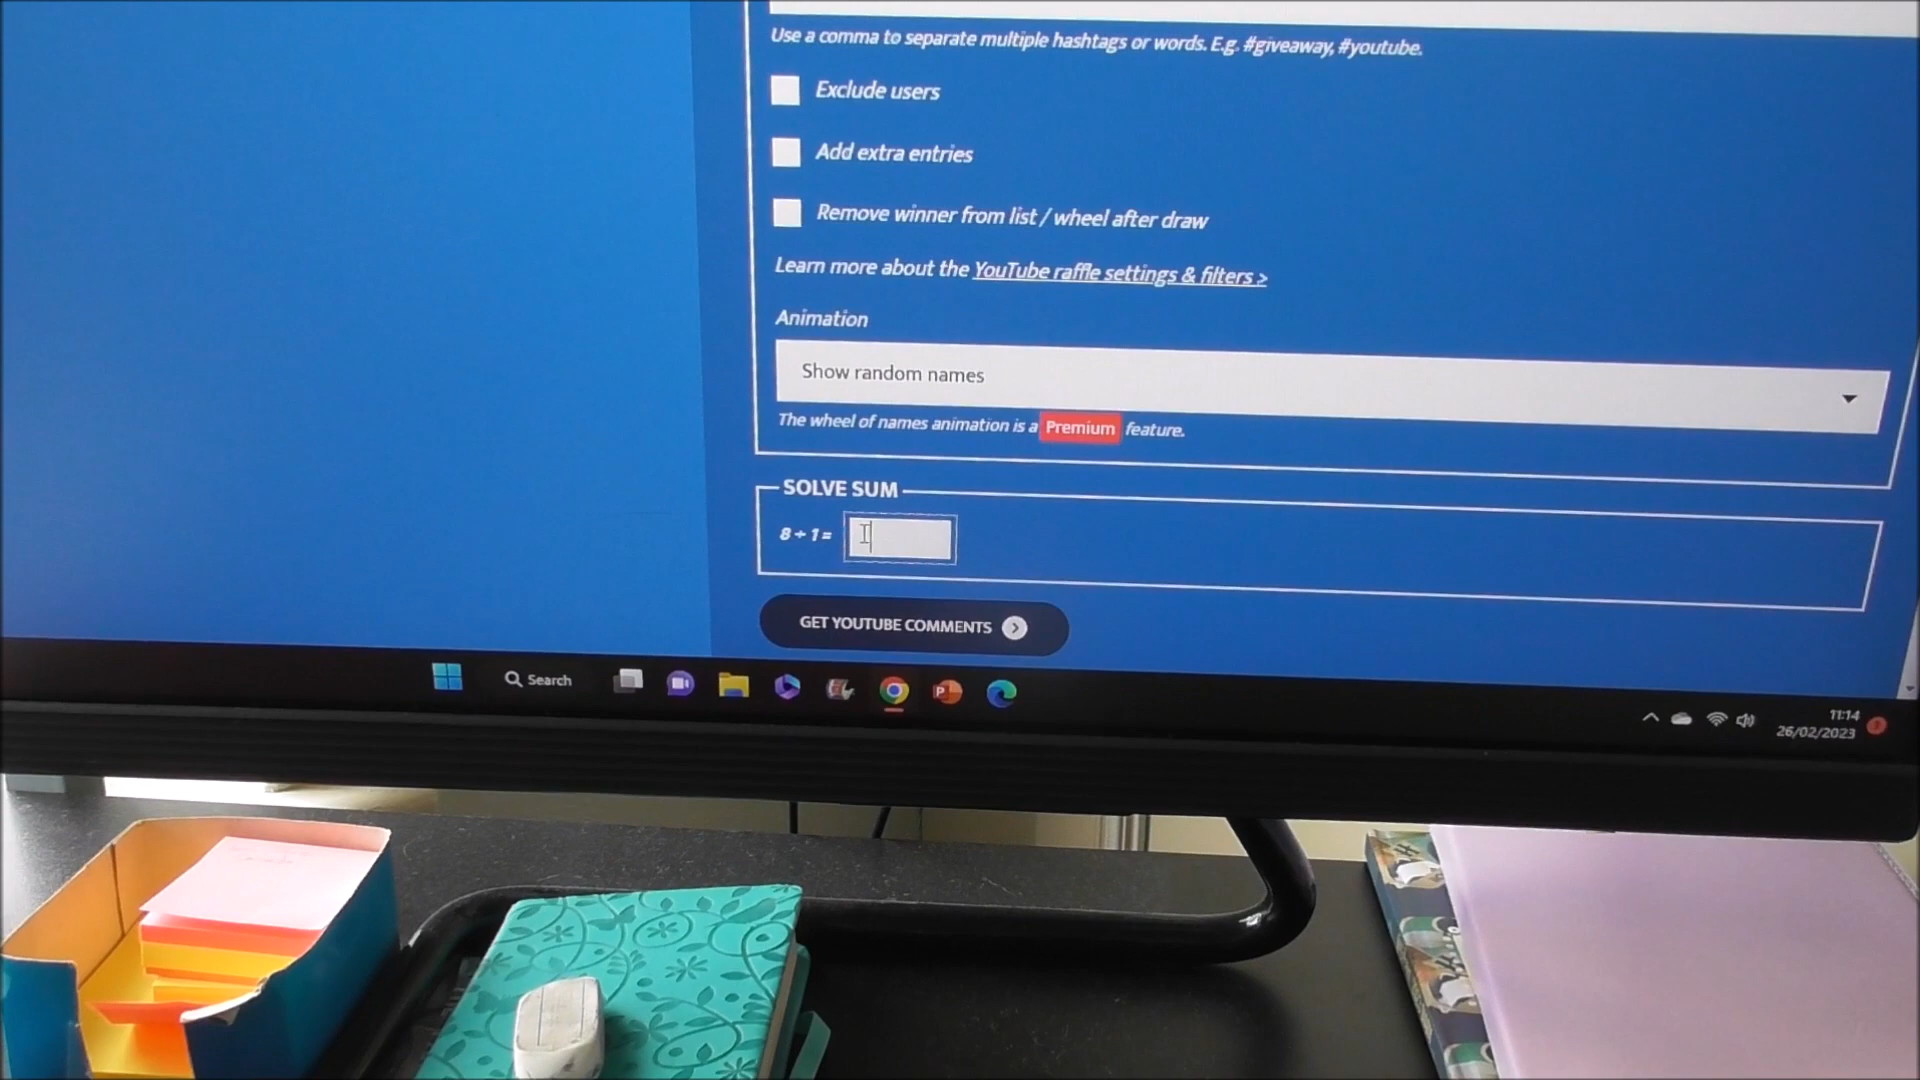 Use a comma to separate multiple hashtags or words. E.g. #giveaway, #youtube.
Exclude users
Add extra entries
Remove winner from list / wheel after draw
Learn more about the YouTube raffle settings & filters >
Animation
Show random names
The wheel of names animation is a Premium feature.
SOLVE SUM
8 + 1 =
GET YOUTUBE COMMENTS
Search
11:14
26/02/2023